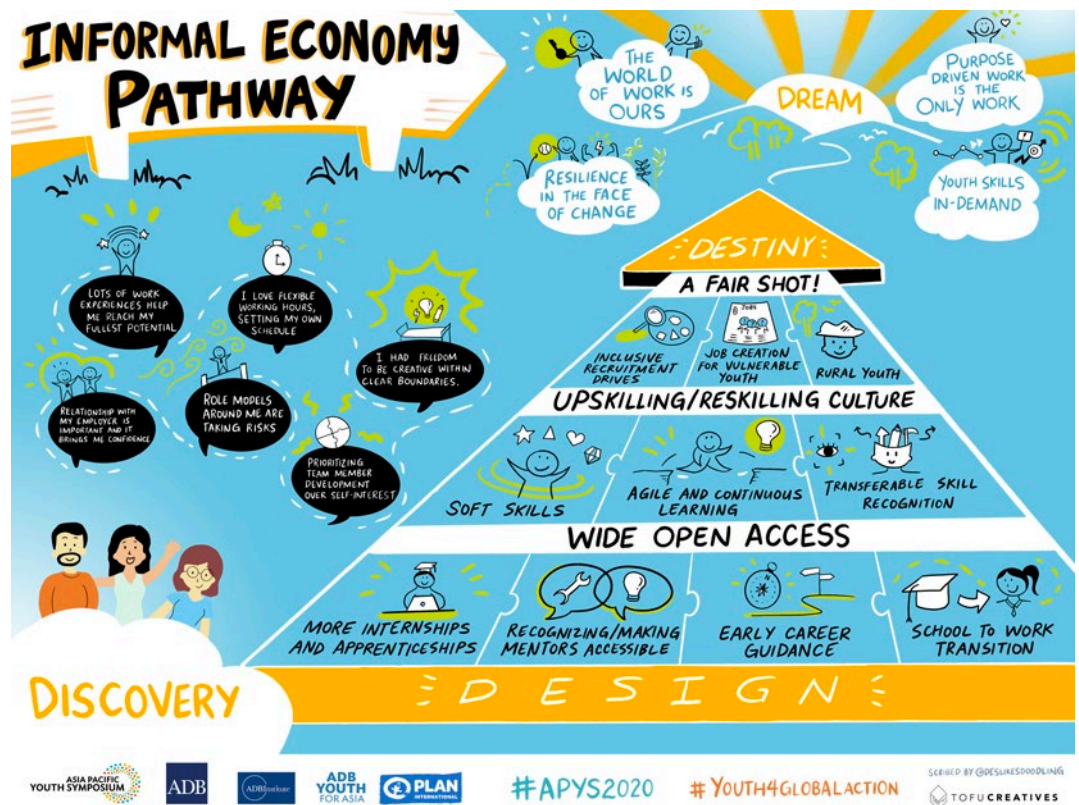 INFORMAL ECONOMY
PATHWAY
THE
WORLD
OF WORK IS
OURS
DREAM
PURPOSE
DRIVEN WORK
IS THE
ONLY WORK
RESILIENCE
IN THE FACE
OF CHANGE
YOUTH SKILLS
IN-DEMAND
LOTS OF WORK
EXPERIENCES HELP
ME REACH MY
FULLEST POTENTIAL
I LOVE FLEXIBLE
WORKING HOURS,
SETTING MY OWN
SCHEDULE
I HAD FREEDOM
TO BE CREATIVE WITHIN
CLEAR BOUNDARIES.
RELATIONSHIP WITH
MY EMPLOYER IS
IMPORTANT AND IT
BRINGS ME CONFIDENCE
ROLE MODELS
AROUND ME ARE
TAKING RISKS
PRIORITIZING
TEAM MEMBER
DEVELOPMENT
OVER SELF-INTEREST
DESTINY
A FAIR SHOT!
JOBS
INCLUSIVE
RECRUITMENT
DRIVES
JOB CREATION
FOR VULNERABLE
YOUTH
RURAL YOUTH
UPSKILLING/RESKILLING CULTURE
SOFT SKILLS
AGILE AND CONTINUOUS
LEARNING
TRANSFERABLE SKILL
RECOGNITION
WIDE OPEN ACCESS
MORE INTERNSHIPS
AND APPRENTICESHIPS
RECOGNIZING/MAKING
MENTORS ACCESSIBLE
EARLY CAREER
GUIDANCE
SCHOOL TO WORK
TRANSITION
DESIGN
DISCOVERY
ASIA PACIFIC
YOUTH SYMPOSIUM
ADB
ADBInstitute
ADB
YOUTH
FOR ASIA
PLAN
INTERNATIONAL
#APYS2020
#YOUTH4GLOBALACTION
SCRIBED BY @DESLIKESDOODLING
TOFU CREATIVES